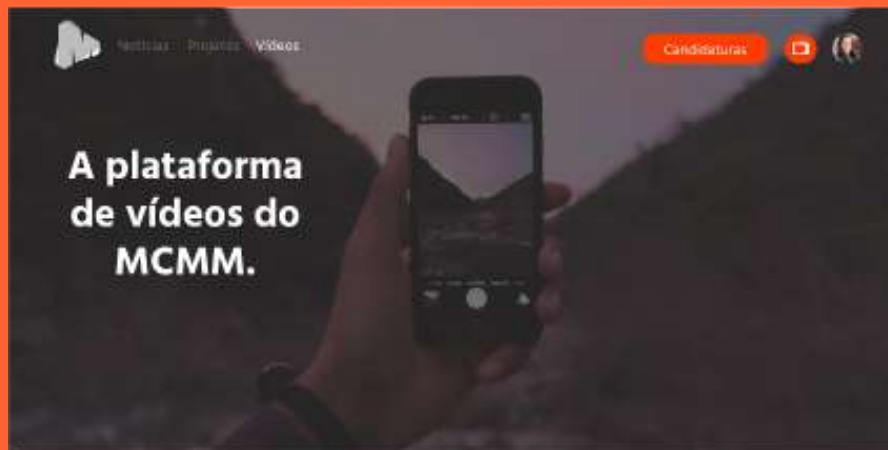 Notícias Projetos Vídeos
Candidaturas
A plataforma
de vídeos do
MCMM.